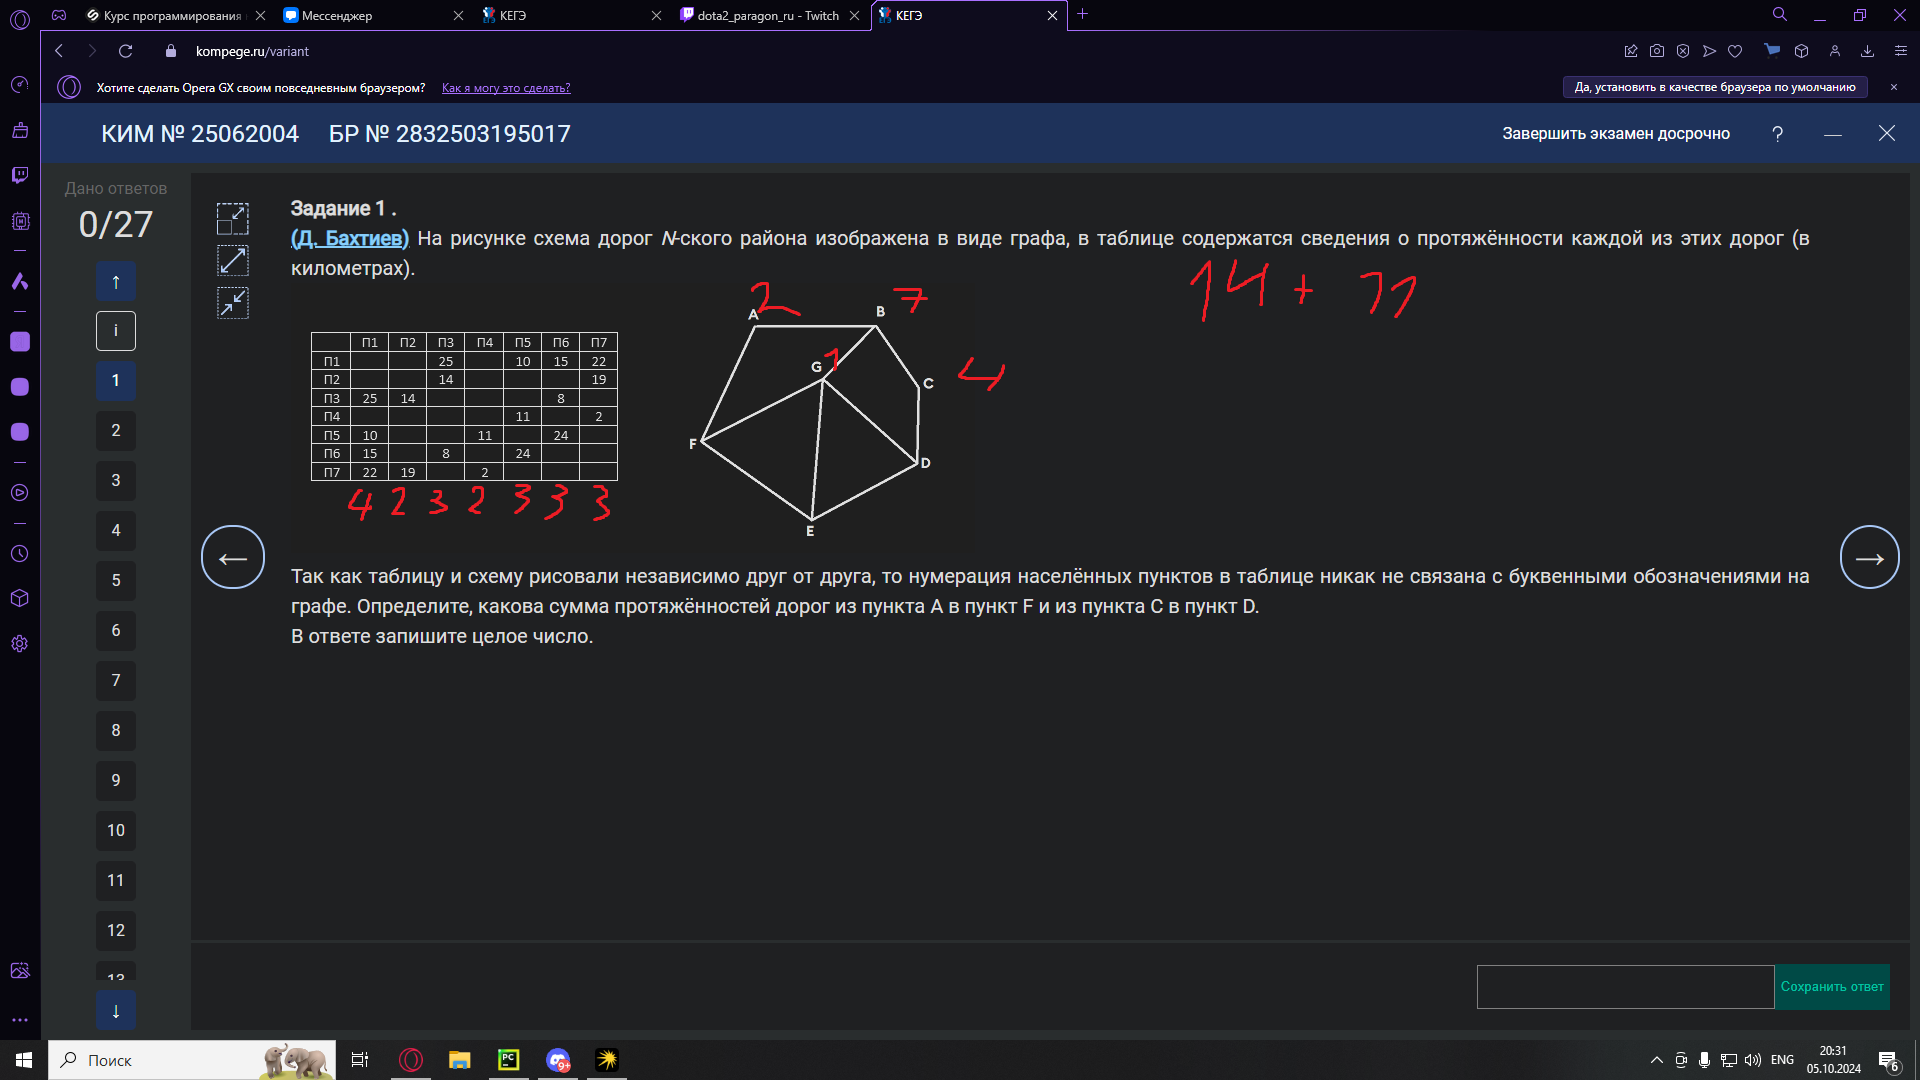 Курс программирования
Мессенджер
КЕГЭ
dota2_paragon_ru - Twitch
КЕГЭ
kompege.ru/variant
Хотите сделать Opera GX своим повседневным браузером?
Как я могу это сделать?
Да, установить в качестве браузера по умолчанию
КИМ № 25062004
БР № 2832503195017
Завершить экзамен досрочно
?
Дано ответов
0/27
↑
i
1
2
3
4
5
6
7
8
9
10
11
12
13
↓
Задание 1 .
(Д. Бахтиев) На рисунке схема дорог N-ского района изображена в виде графа, в таблице содержатся сведения о протяжённости каждой из этих дорог (в
километрах).
14 + 11
П1 П2 П3 П4 П5 П6 П7
П1 25 10 15 22
П2 14 19
П3 25 14 8
П4 11 2
П5 10 11 24
П6 15 8 24
П7 22 19 2
4 2 3 2 3 3 3
2 7
A B
G 1
C 4
F
D
E
Так как таблицу и схему рисовали независимо друг от друга, то нумерация населённых пунктов в таблице никак не связана с буквенными обозначениями на
графе. Определите, какова сумма протяжённостей дорог из пункта A в пункт F и из пункта C в пункт D.
В ответе запишите целое число.
←
→
Сохранить ответ
Поиск
PC
9+
ENG
20:31
05.10.2024
6